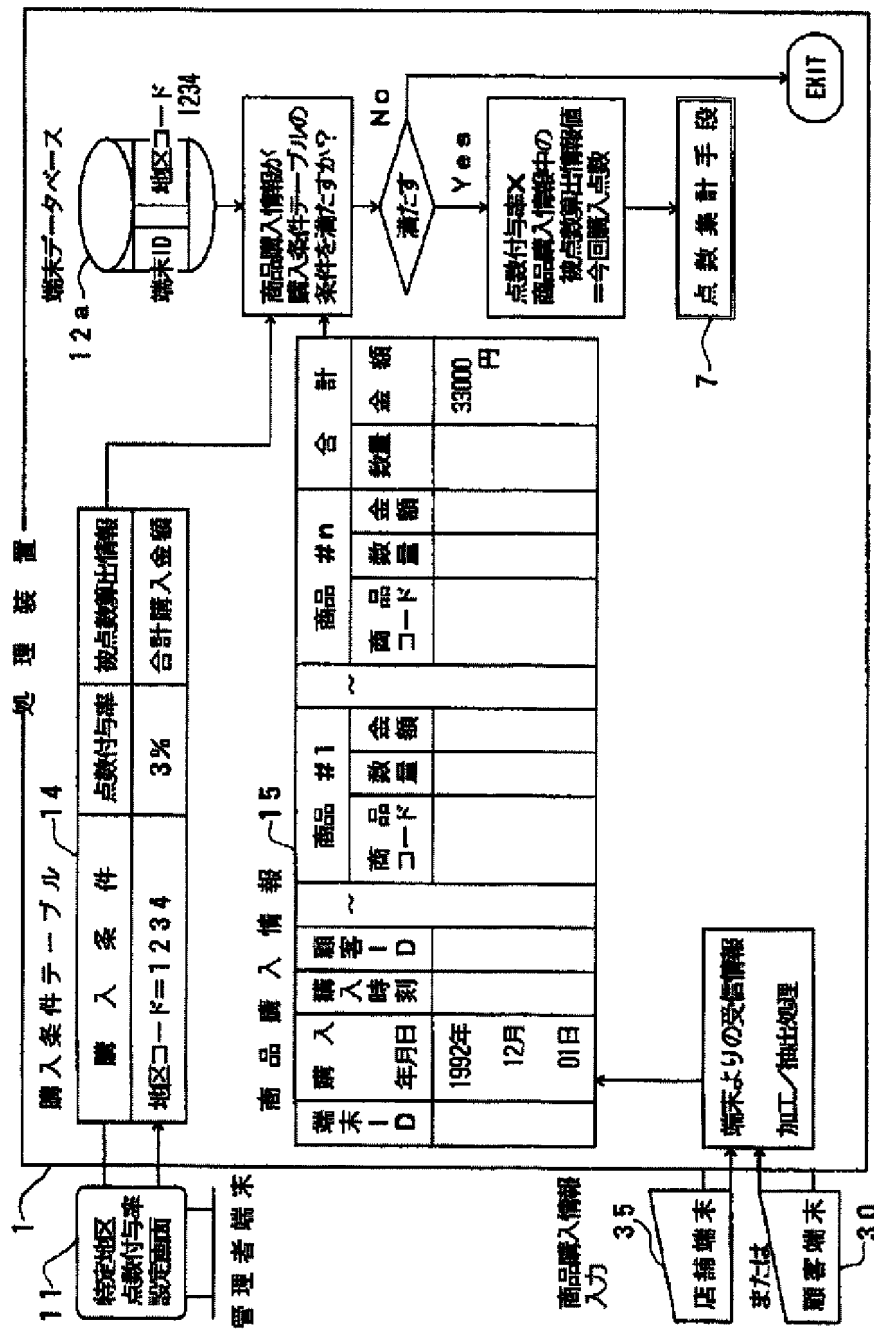 1
処理装置
11
特定地区
点数付与率
設定画面
管理者端末
購入条件テーブル
14
購入条件
点数付与率
被点数算出情報
地区コード=1234
3%
合計購入金額
端末データベース
12a
端末ID
地区コード
1234
商品購入情報
15
端末ID
購入
年月日
購入時刻
顧客ID
~
商品 #1
商品
コード
数量
金額
~
商品 #n
商品
コード
数量
金額
合計
数量
金額
1992年
12月
01日
33000
円
商品購入情報が
購入条件テーブルの
条件を満たすか?
満たす
No
Yes
点数付与率×
商品購入情報中の
被点数算出情報値
=今回購入点数
7
点数集計手段
EXIT
商品購入情報
入力
35
店舗端末
または
顧客端末
30
端末よりの受信情報
加工/抽出処理